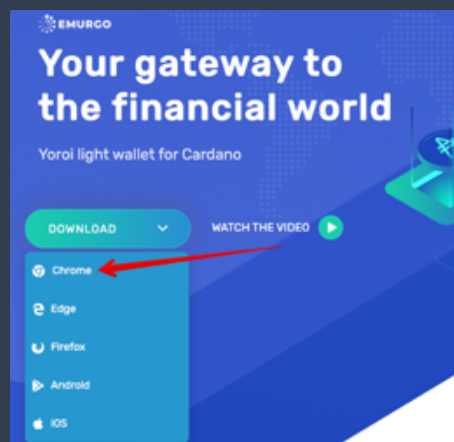 EMURGO
Your gateway to
the financial world
Yoroi light wallet for Cardano
DOWNLOAD
WATCH THE VIDEO
Chrome
Edge
Firefox
Android
iOS